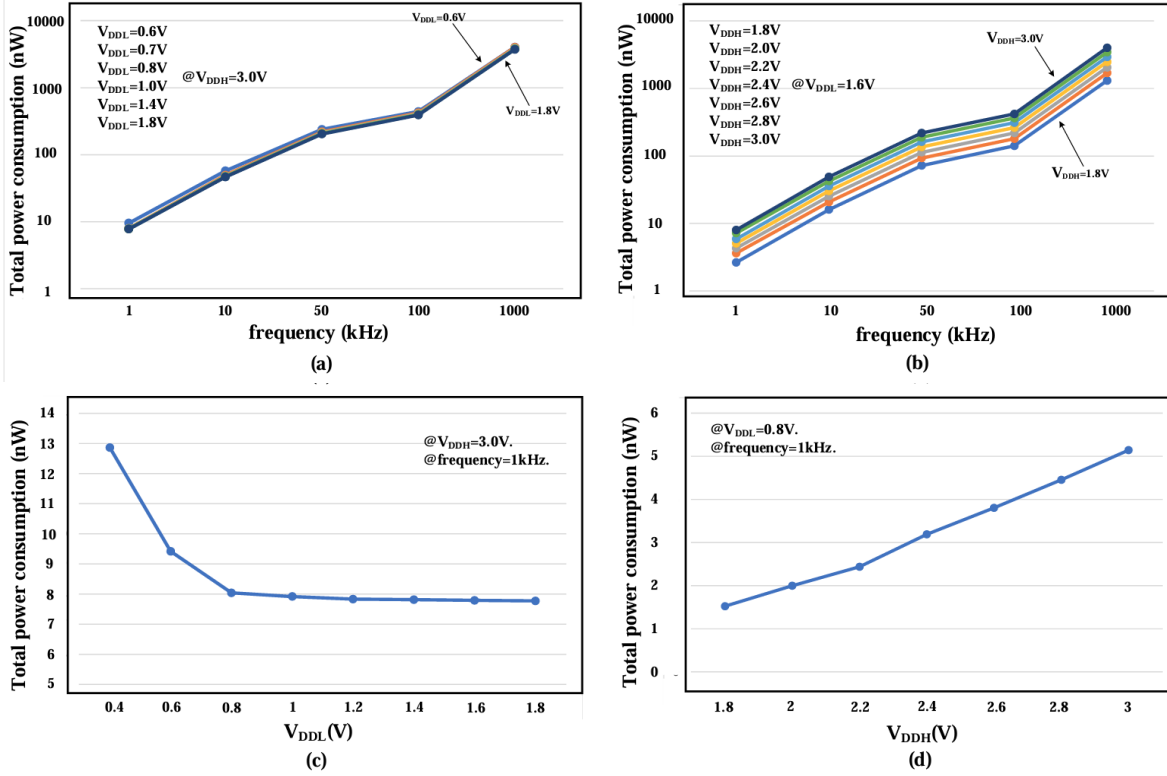 Total power consumption (nW)
10000
1000
100
10
1
V_DDL=0.6V
V_DDL=0.7V
V_DDL=0.8V
V_DDL=1.0V
V_DDL=1.4V
V_DDL=1.8V
@V_DDH=3.0V
V_DDL=0.6V
V_DDL=1.8V
1 10 50 100 1000
frequency (kHz)
(a)
Total power consumption (nW)
10000
1000
100
10
1
V_DDH=1.8V
V_DDH=2.0V
V_DDH=2.2V
V_DDH=2.4V
V_DDH=2.6V
V_DDH=2.8V
V_DDH=3.0V
@V_DDL=1.6V
V_DDH=3.0V
V_DDH=1.8V
1 10 50 100 1000
frequency (kHz)
(b)
Total power consumption (nW)
14
13
12
11
10
9
8
7
6
5
@V_DDH=3.0V.
@frequency=1kHz.
0.4 0.6 0.8 1 1.2 1.4 1.6 1.8
V_DDL(V)
(c)
Total power consumption (nW)
6
5
4
3
2
1
0
@V_DDL=0.8V.
@frequency=1kHz.
1.8 2 2.2 2.4 2.6 2.8 3
V_DDH(V)
(d)